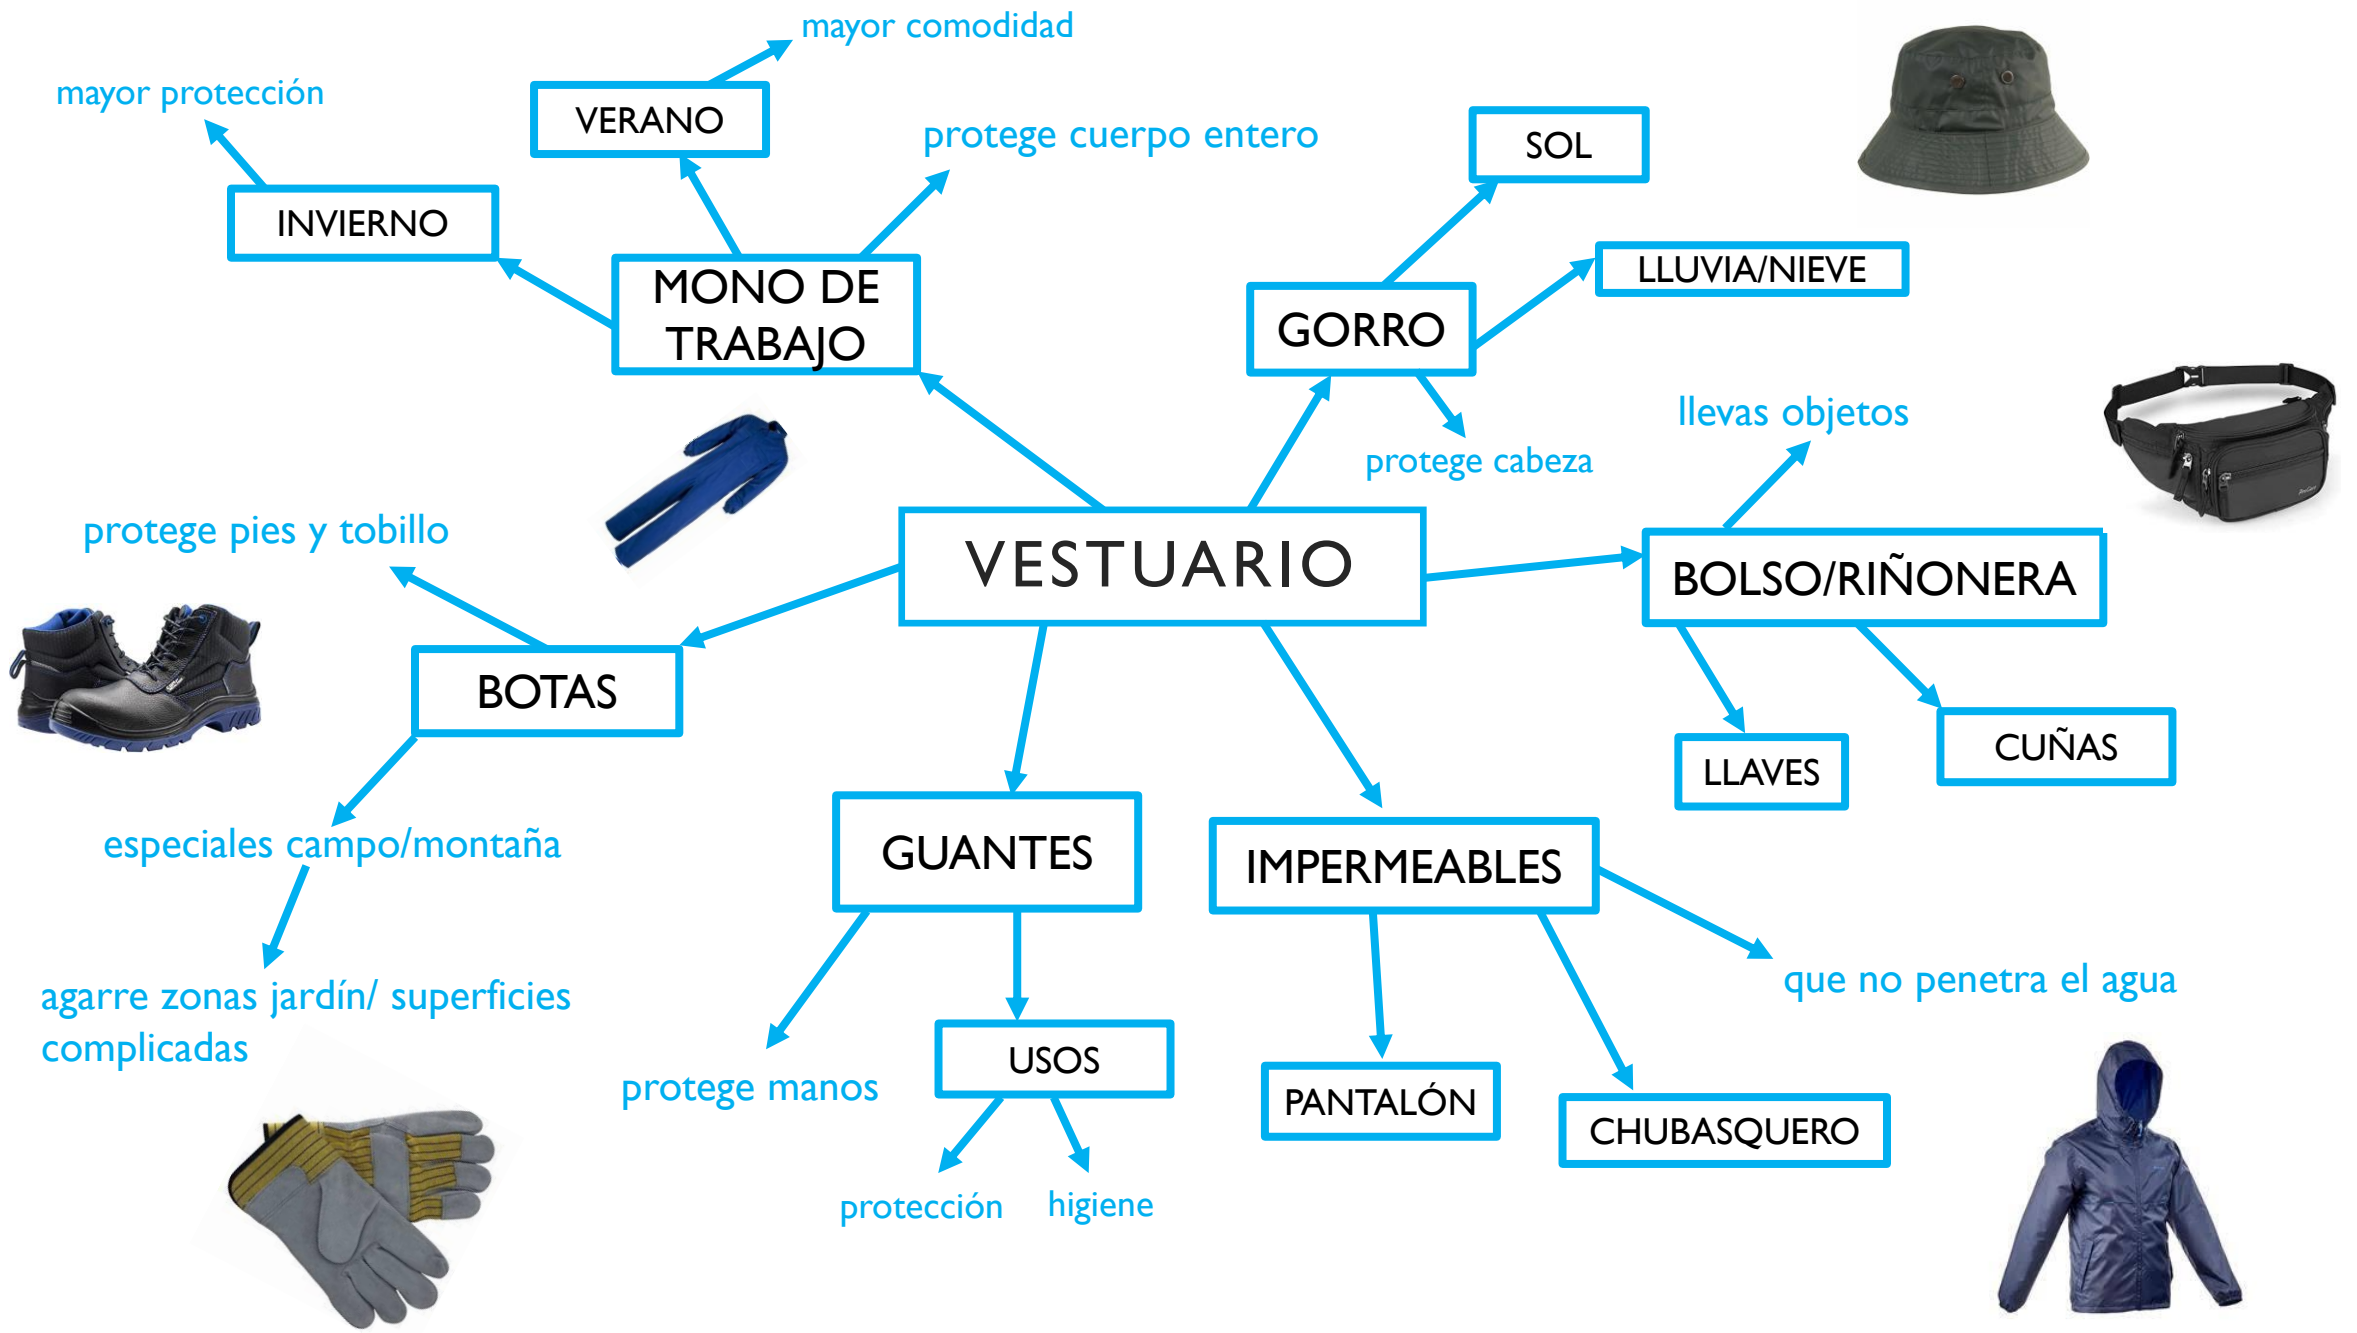 mayor comodidad
mayor protección
VERANO
protege cuerpo entero
SOL
INVIERNO
MONO DE
TRABAJO
LLUVIA/NIEVE
GORRO
protege cabeza
llevas objetos
protege pies y tobillo
VESTUARIO
BOLSO/RIÑONERA
BOTAS
LLAVES
CUÑAS
especiales campo/montaña
GUANTES
IMPERMEABLES
agarre zonas jardín/ superficies
complicadas
que no penetra el agua
protege manos
USOS
PANTALÓN
CHUBASQUERO
protección
higiene